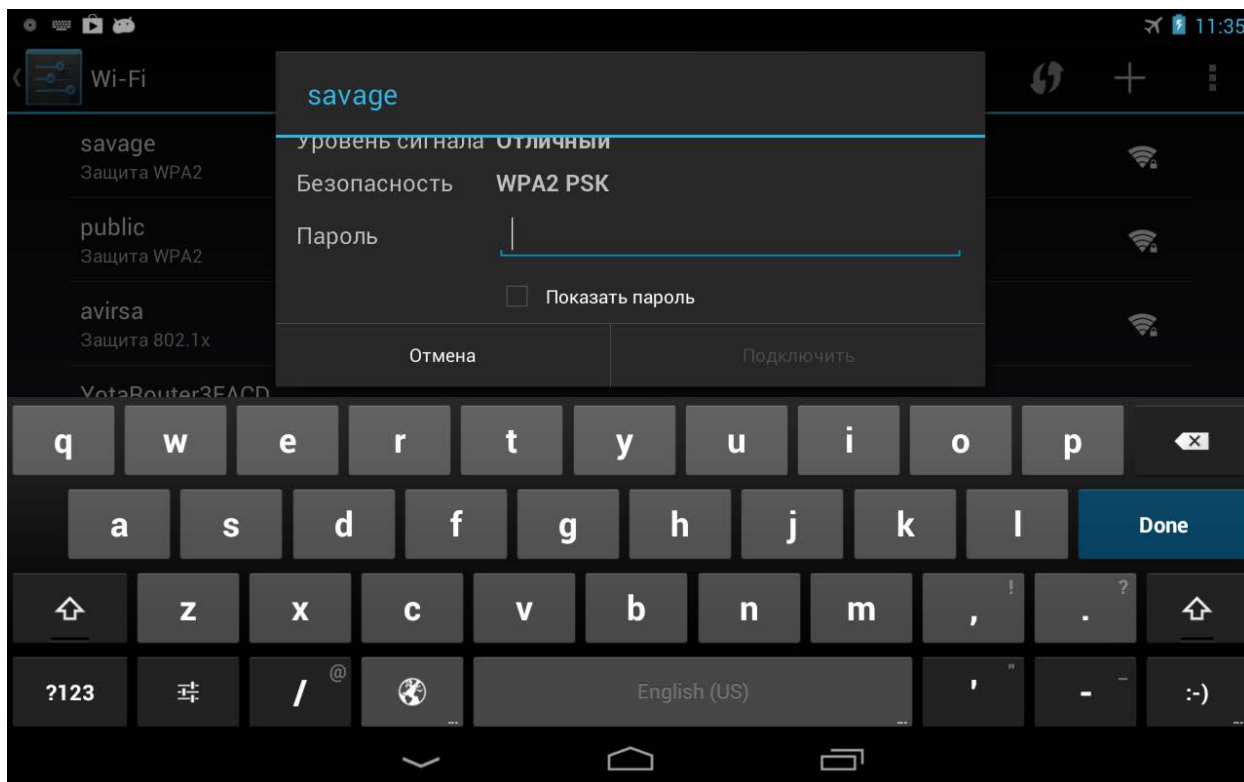 11:35
Wi-Fi
savage
savage
Защита WPA2
public
Защита WPA2
avirsa
Защита 802.1x
YotaRouter3FACD
Уровень сигнала Отличный
Безопасность WPA2 PSK
Пароль
Показать пароль
Отмена Подключить
q w e r t y u i o p
a s d f g h j k l Done
z x c v b n m , ! . ?
?123 / @ English (US) ' " - _ :-)